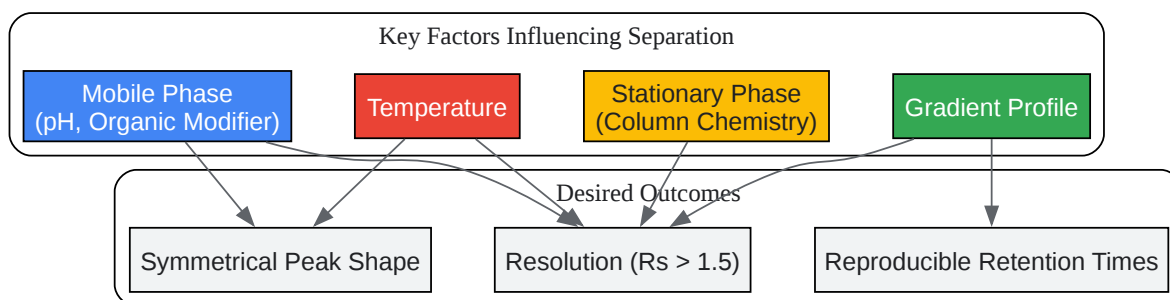 Key Factors Influencing Separation
Mobile Phase
(pH, Organic Modifier)
Temperature
Stationary Phase
(Column Chemistry)
Gradient Profile
Desired Outcomes
Symmetrical Peak Shape
Resolution (Rs > 1.5)
Reproducible Retention Times